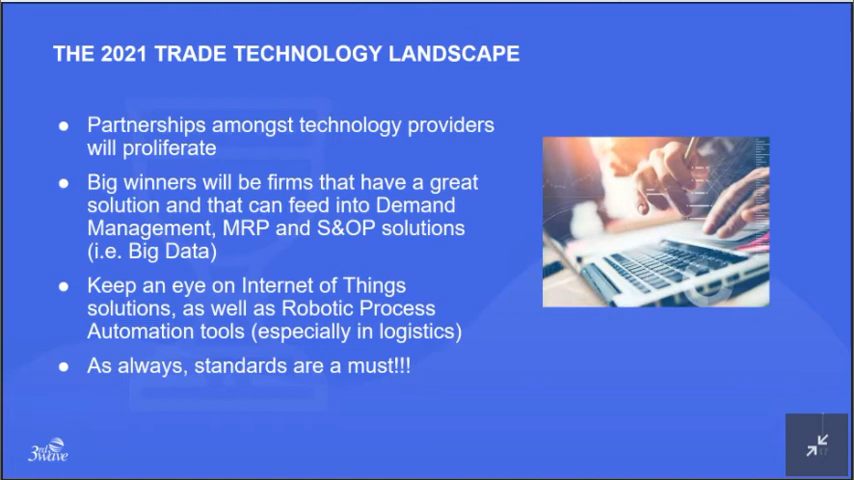 THE 2021 TRADE TECHNOLOGY LANDSCAPE
● Partnerships amongst technology providers
will proliferate
● Big winners will be firms that have a great
solution and that can feed into Demand
Management, MRP and S&OP solutions
(i.e. Big Data)
● Keep an eye on Internet of Things
solutions, as well as Robotic Process
Automation tools (especially in logistics)
● As always, standards are a must!!!
3rd wave